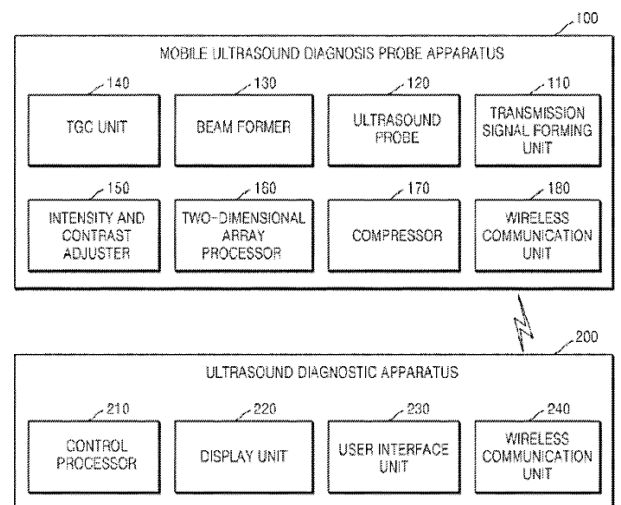 100
MOBILE ULTRASOUND DIAGNOSIS PROBE APPARATUS
140
130
120
110
TGC UNIT
BEAM FORMER
ULTRASOUND
PROBE
TRANSMISSION
SIGNAL FORMING
UNIT
150
160
170
180
INTENSITY AND
CONTRAST
ADJUSTER
TWO-DIMENSIONAL
ARRAY
PROCESSOR
COMPRESSOR
WIRELESS
COMMUNICATION
UNIT
200
ULTRASOUND DIAGNOSTIC APPARATUS
210
220
230
240
CONTROL
PROCESSOR
DISPLAY UNIT
USER INTERFACE
UNIT
WIRELESS
COMMUNICATION
UNIT